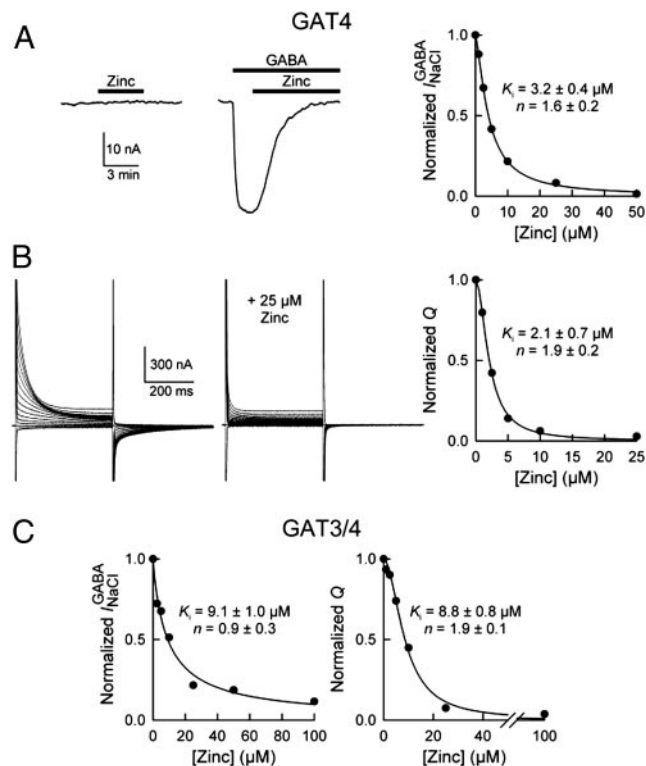 GAT4
A
Zinc
GABA
Zinc
10 nA
3 min
Normalized I GABA NaCl
1.0
0.5
0.0
Ki = 3.2 ± 0.4 µM
n = 1.6 ± 0.2
0 10 20 30 40 50
[Zinc] (µM)
B
+ 25 µM
Zinc
300 nA
200 ms
Normalized Q
1.0
0.5
0.0
Ki = 2.1 ± 0.7 µM
n = 1.9 ± 0.2
0 5 10 15 20 25
[Zinc] (µM)
C
GAT3/4
Normalized I GABA NaCl
1.0
0.5
0.0
Ki = 9.1 ± 1.0 µM
n = 0.9 ± 0.3
0 20 40 60 80 100
[Zinc] (µM)
Normalized Q
1.0
0.5
0.0
Ki = 8.8 ± 0.8 µM
n = 1.9 ± 0.1
0 20 40 100
[Zinc] (µM)